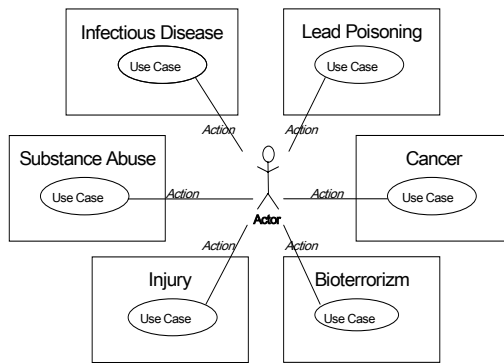 Infectious Disease
Use Case
Lead Poisoning
Use Case
Action
Action
Substance Abuse
Use Case
Action
Actor
Action
Cancer
Use Case
Action
Action
Injury
Use Case
Bioterrorizm
Use Case